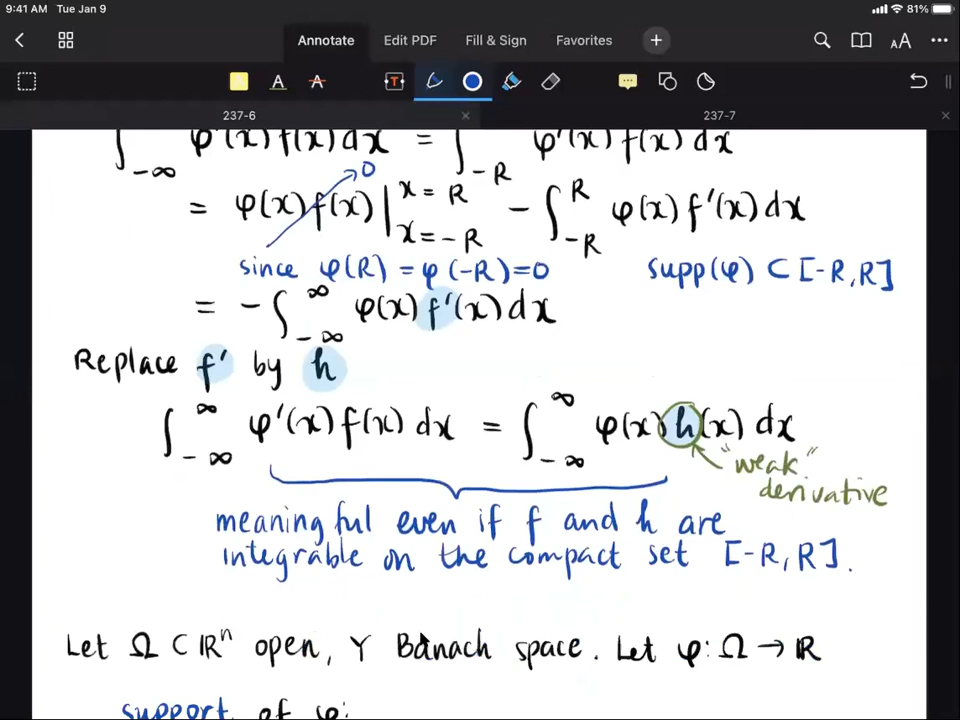 9:41 AM Tue Jan 9 81%
Annotate Edit PDF Fill & Sign Favorites
237-6 237-7
∫_{-∞} φ'(x) f(x) dx = ∫_{-R} φ'(x) f(x) dx
0
= φ(x) f(x) |_{x=-R}^{x=R} - ∫_{-R}^{R} φ(x) f'(x) dx
since φ(R) = φ(-R) = 0 supp(φ) ⊂ [-R, R]
= - ∫_{-∞}^{∞} φ(x) f'(x) dx
Replace f' by h
∫_{-∞}^{∞} φ'(x) f(x) dx = ∫_{-∞}^{∞} φ(x) h(x) dx
"weak"
derivative
meaningful even if f and h are
integrable on the compact set [-R, R].
Let Ω ⊂ ℝⁿ open, Y Banach space. Let φ: Ω → ℝ
support of φ: